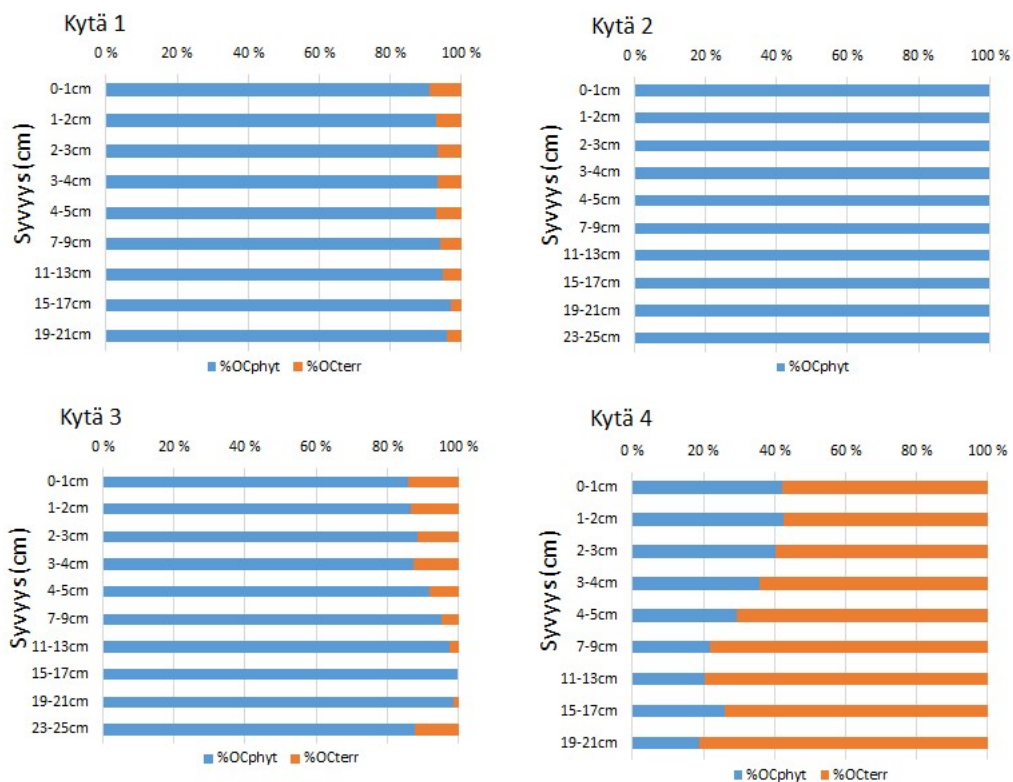 Kytä 1
0 % 20 % 40 % 60 % 80 % 100 %
Syvyys (cm)
0-1cm
1-2cm
2-3cm
3-4cm
4-5cm
7-9cm
11-13cm
15-17cm
19-21cm
%OCphyt %OCterr
Kytä 2
0 % 20 % 40 % 60 % 80 % 100 %
Syvyys (cm)
0-1cm
1-2cm
2-3cm
3-4cm
4-5cm
7-9cm
11-13cm
15-17cm
19-21cm
23-25cm
%OCphyt
Kytä 3
0 % 20 % 40 % 60 % 80 % 100 %
Syvyys (cm)
0-1cm
1-2cm
2-3cm
3-4cm
4-5cm
7-9cm
11-13cm
15-17cm
19-21cm
23-25cm
%OCphyt %OCterr
Kytä 4
0 % 20 % 40 % 60 % 80 % 100 %
Syvyys (cm)
0-1cm
1-2cm
2-3cm
3-4cm
4-5cm
7-9cm
11-13cm
15-17cm
19-21cm
%OCphyt %OCterr